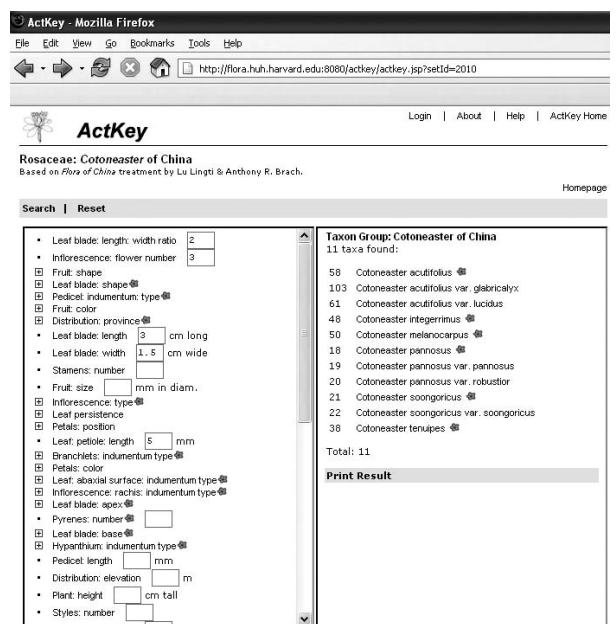 ActKey - Mozilla Firefox
File Edit View Go Bookmarks Tools Help
http://flora.huh.harvard.edu:8080/actkey/actkey.jsp?setId=2010
Login | About | Help | ActKey Home
ActKey
Rosaceae: Cotoneaster of China
Based on Flora of China treatment by Lu Lingti & Anthony R. Brach.
Homepage
Search | Reset
Leaf blade: length: width ratio 2
Inflorescence: flower number 3
Fruit: shape
Leaf blade: shape
Pedicel: indumentum: type
Fruit: color
Distribution: province
Leaf blade: length 3 cm long
Leaf blade: width 1.5 cm wide
Stamens: number
Fruit: size mm in diam.
Inflorescence: type
Leaf persistence
Petals: position
Leaf: petiole: length 5 mm
Branchlets: indumentum type
Petals: color
Leaf: abaxial surface: indumentum type
Inflorescence: rachis: indumentum type
Leaf blade: apex
Pyrenes: number
Leaf blade: base
Hypanthium: indumentum type
Pedicel: length mm
Distribution: elevation m
Plant: height cm tall
Styles: number
Taxon Group: Cotoneaster of China
11 taxa found:
58 Cotoneaster acutifolius
103 Cotoneaster acutifolius var. glabricalyx
61 Cotoneaster acutifolius var. lucidus
48 Cotoneaster integerrimus
50 Cotoneaster melanocarpus
18 Cotoneaster pannosus
19 Cotoneaster pannosus var. pannosus
20 Cotoneaster pannosus var. robustior
21 Cotoneaster soongoricus
22 Cotoneaster soongoricus var. soongoricus
38 Cotoneaster tenuipes
Total: 11
Print Result